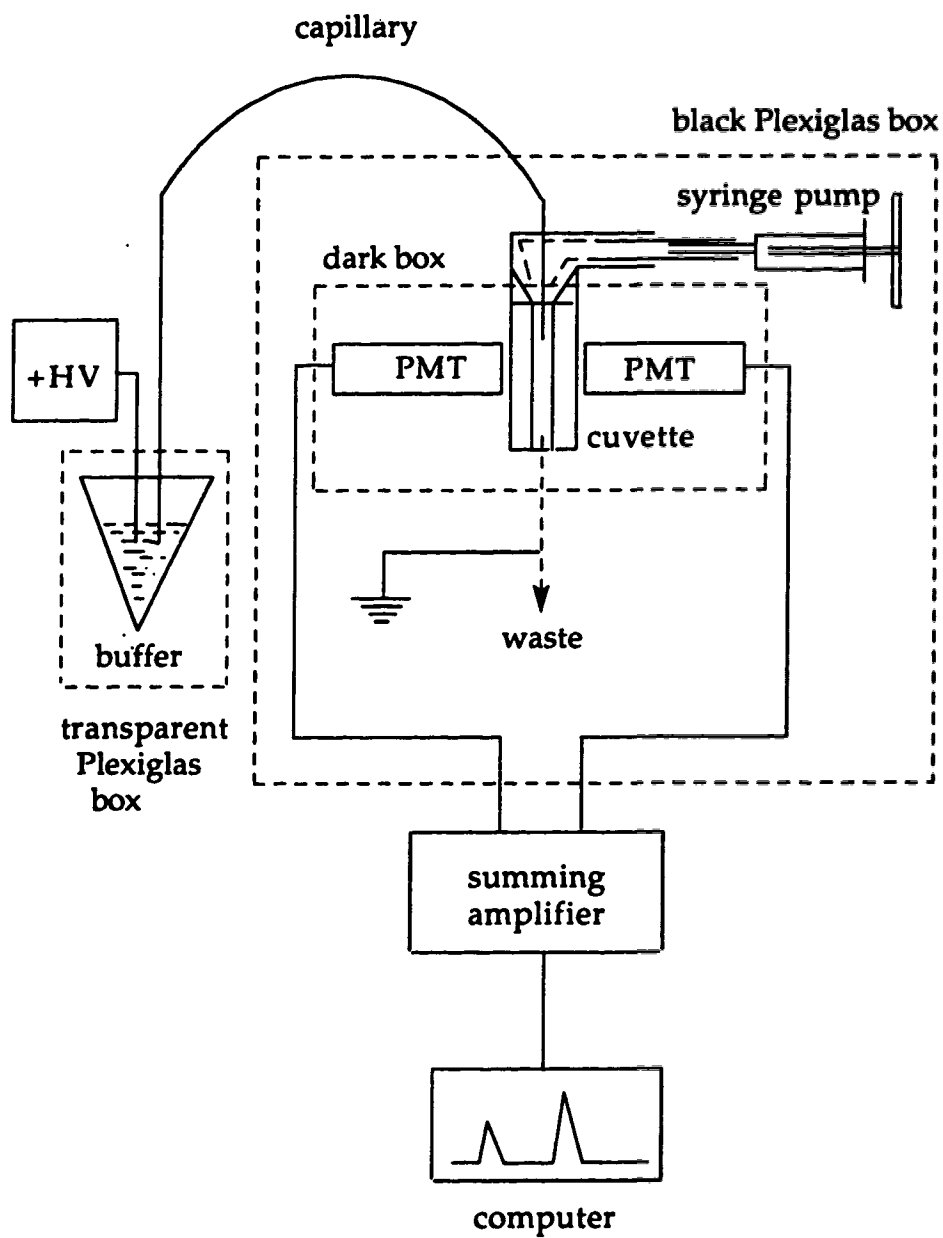 capillary
black Plexiglas box
syringe pump
dark box
+HV
PMT
PMT
cuvette
waste
buffer
transparent
Plexiglas
box
summing
amplifier
computer